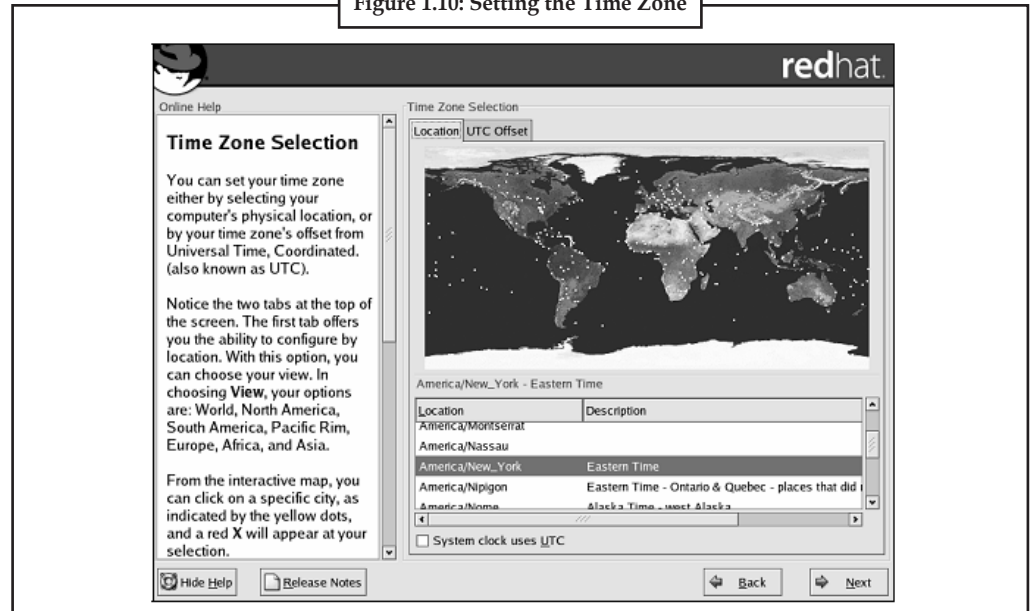 Figure 1.10: Setting the Time Zone
redhat.
Online Help
Time Zone Selection
You can set your time zone
either by selecting your
computer's physical location, or
by your time zone's offset from
Universal Time, Coordinated.
(also known as UTC).
Notice the two tabs at the top of
the screen. The first tab offers
you the ability to configure by
location. With this option, you
can choose your view. In
choosing View, your options
are: World, North America,
South America, Pacific Rim,
Europe, Africa, and Asia.
From the interactive map, you
can click on a specific city, as
indicated by the yellow dots,
and a red X will appear at your
selection.
Time Zone Selection
Location UTC Offset
America/New_York - Eastern Time
Location Description
America/Montserrat
America/Nassau
America/New_York Eastern Time
America/Nipigon Eastern Time - Ontario & Quebec - places that did
America/Nome Alaska Time - west Alaska
System clock uses UTC
Hide Help Release Notes Back Next